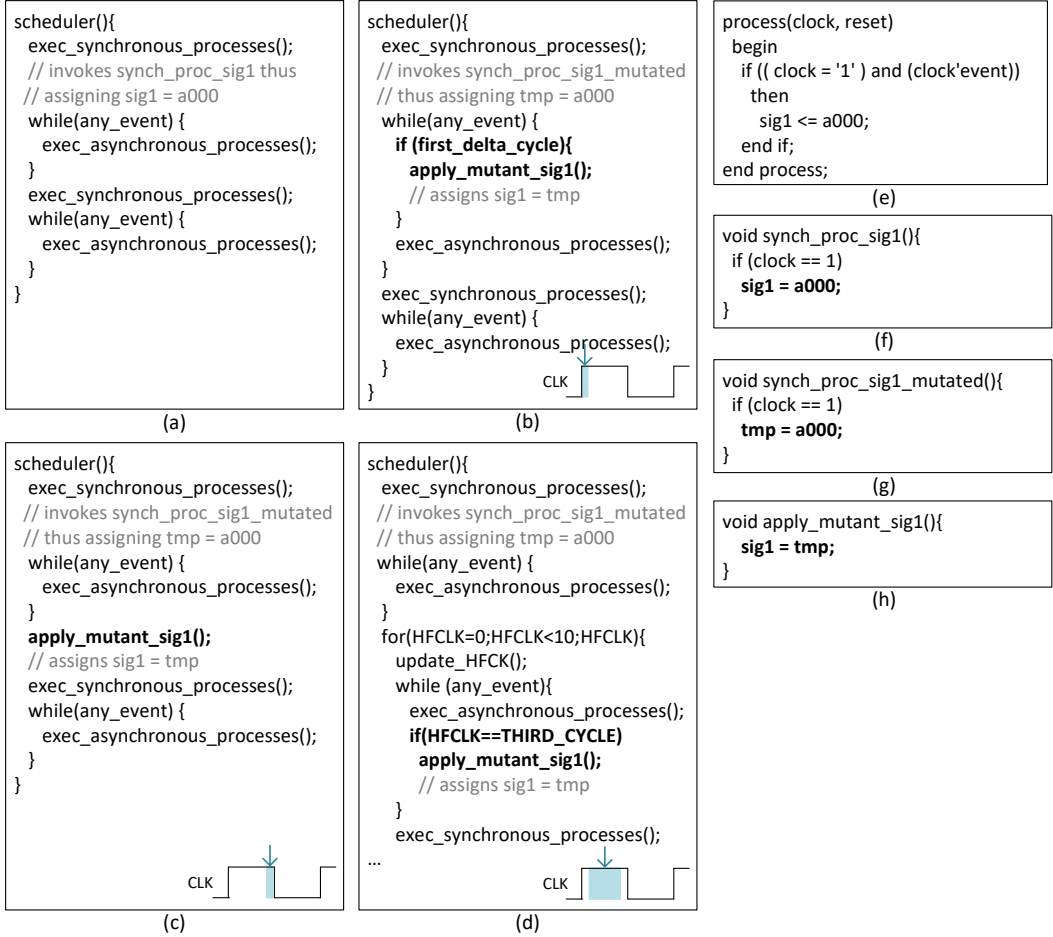 scheduler(){
exec_synchronous_processes();
// invokes synch_proc_sig1 thus
// assigning sig1 = a000
while(any_event) {
exec_asynchronous_processes();
}
exec_synchronous_processes();
while(any_event) {
exec_asynchronous_processes();
}
}
(a)
scheduler(){
exec_synchronous_processes();
// invokes synch_proc_sig1_mutated
// thus assigning tmp = a000
while(any_event) {
if (first_delta_cycle){
apply_mutant_sig1();
// assigns sig1 = tmp
}
exec_asynchronous_processes();
}
exec_synchronous_processes();
while(any_event) {
exec_asynchronous_processes();
}
}
CLK
(b)
scheduler(){
exec_synchronous_processes();
// invokes synch_proc_sig1_mutated
// thus assigning tmp = a000
while(any_event) {
exec_asynchronous_processes();
}
apply_mutant_sig1();
// assigns sig1 = tmp
exec_synchronous_processes();
while(any_event) {
exec_asynchronous_processes();
}
}
CLK
(c)
scheduler(){
exec_synchronous_processes();
// invokes synch_proc_sig1_mutated
// thus assigning tmp = a000
while(any_event) {
exec_asynchronous_processes();
}
for(HFCLK=0;HFCLK<10;HFCLK){
update_HFCK();
while (any_event){
exec_asynchronous_processes();
if(HFCLK==THIRD_CYCLE)
apply_mutant_sig1();
// assigns sig1 = tmp
}
exec_synchronous_processes();
...
CLK
(d)
process(clock, reset)
begin
if (( clock = '1' ) and (clock'event))
then
sig1 <= a000;
end if;
end process;
(e)
void synch_proc_sig1(){
if (clock == 1)
sig1 = a000;
}
(f)
void synch_proc_sig1_mutated(){
if (clock == 1)
tmp = a000;
}
(g)
void apply_mutant_sig1(){
sig1 = tmp;
}
(h)